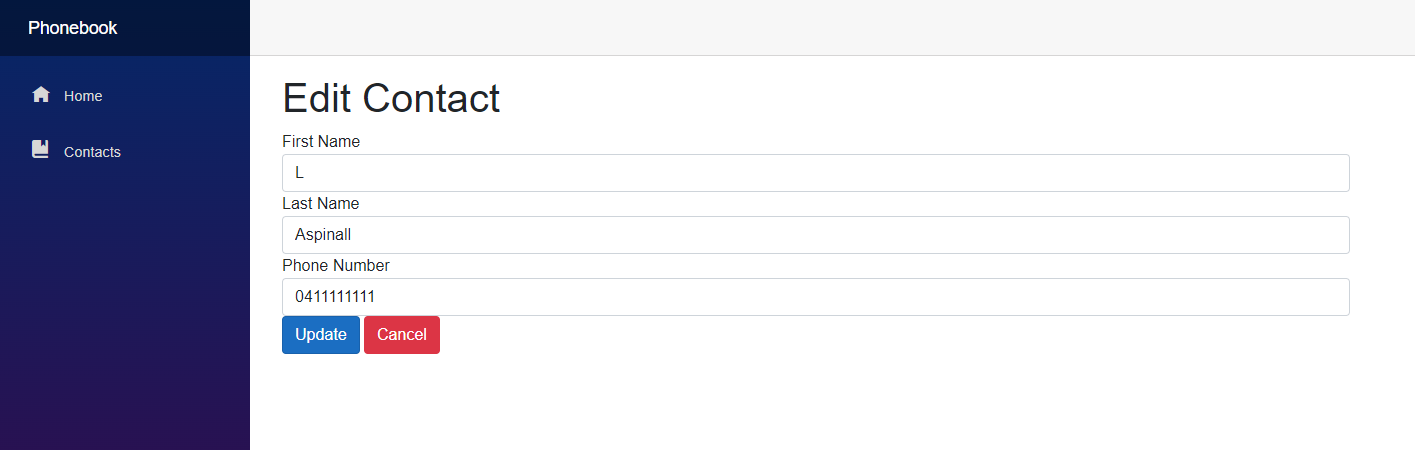 Phonebook
Home
Contacts
Edit Contact
First Name
L
Last Name
Aspinall
Phone Number
0411111111
Update Cancel